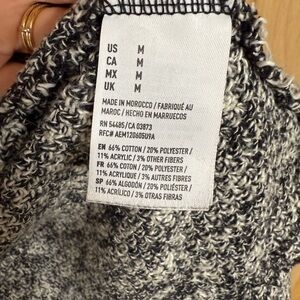 US M
CA M
MX M
UK M
MADE IN MOROCCO / FABRIQUÉ AU
MAROC / HECHO EN MARRUECOS
RN 54485/CA 03873
RFC# AEM120605U9A
EN 66% COTTON / 20% POLYESTER /
11% ACRYLIC / 3% OTHER FIBERS
FR 66% COTON / 20% POLYESTER /
11% ACRYLIQUE / 3% AUTRES FIBRES
SP 66% ALGODÓN / 20% POLIÉSTER /
11% ACRÍLICO / 3% OTRAS FIBRAS